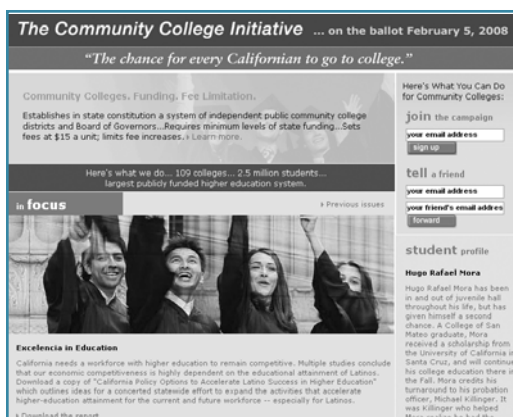 The Community College Initiative ... on the ballot February 5, 2008
"The chance for every Californian to go to college."
Community Colleges. Funding. Fee Limitation.
Establishes in state constitution a system of independent public community college
districts and Board of Governors...Requires minimum levels of state funding...Sets
fees at $15 a unit; limits fee increases. › Learn more.
Here's what we do... 109 colleges... 2.5 million students...
largest publicly funded higher education system.
in focus
› Previous issues
Excelencia in Education
California needs a workforce with higher education to remain competitive. Multiple studies conclude
that our economic competitiveness is highly dependent on the educational attainment of Latinos.
Download a copy of "California Policy Options to Accelerate Latino Success in Higher Education"
which outlines ideas for a concerted statewide effort to expand the activities that accelerate
higher-education attainment for the current and future workforce -- especially for Latinos.
› Download the report
Here's What You Can Do
for Community Colleges:
join the campaign
your email address
sign up
tell a friend
your email address
your friend's email addres
forward
student profile
Hugo Rafael Mora
Hugo Rafael Mora has been
in and out of juvenile hall
throughout his life, but has
given himself a second
chance. A College of San
Mateo graduate, Mora
received a scholarship from
the University of California in
Santa Cruz, and will continue
his college education there in
the Fall. Mora credits his
turnaround to his probation
officer, Michael Killinger. It
was Killinger who helped